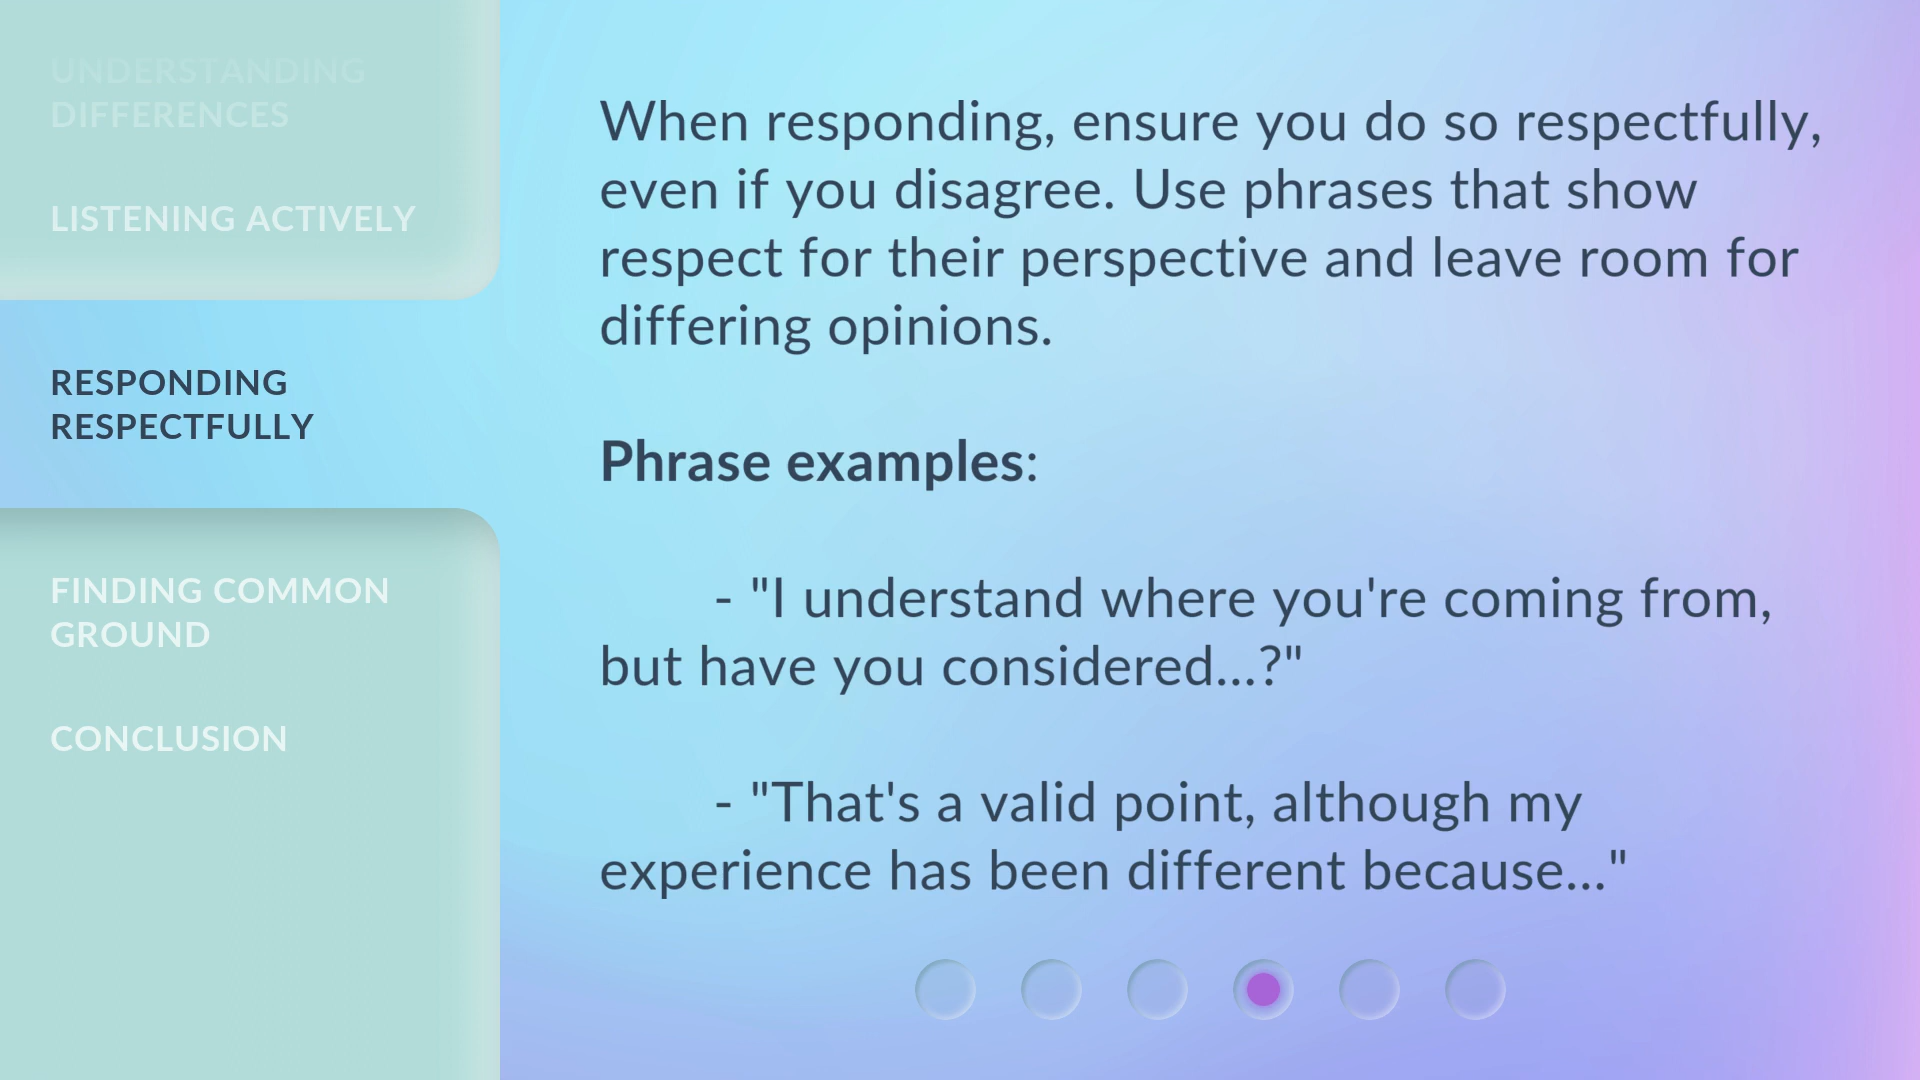 UNDERSTANDING
DIFFERENCES
LISTENING ACTIVELY
RESPONDING
RESPECTFULLY
FINDING COMMON
GROUND
CONCLUSION
When responding, ensure you do so respectfully,
even if you disagree. Use phrases that show
respect for their perspective and leave room for
differing opinions.
Phrase examples:
- "I understand where you're coming from,
but have you considered...?"
- "That's a valid point, although my
experience has been different because..."